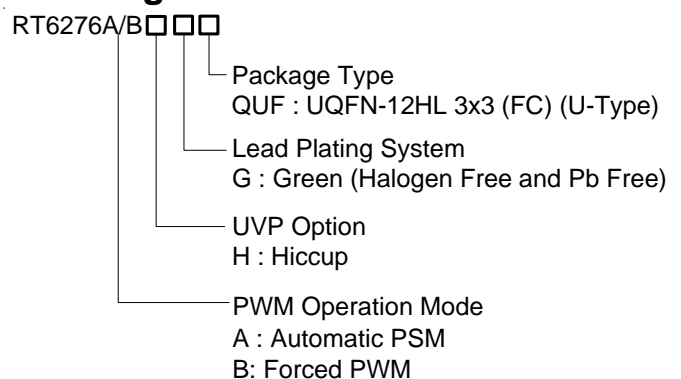 RT6276A/B
Package Type
QUF : UQFN-12HL 3x3 (FC) (U-Type)
Lead Plating System
G : Green (Halogen Free and Pb Free)
UVP Option
H : Hiccup
PWM Operation Mode
A : Automatic PSM
B: Forced PWM